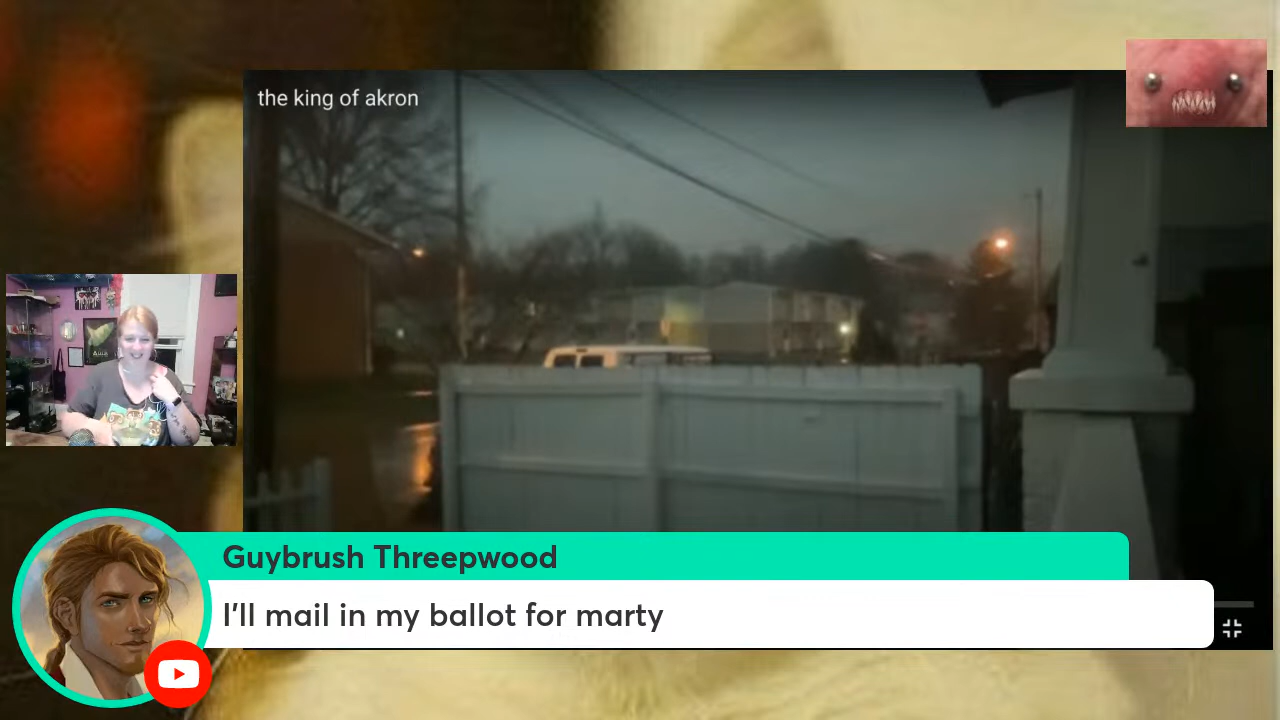 the king of akron
Guybrush Threepwood
I'll mail in my ballot for marty